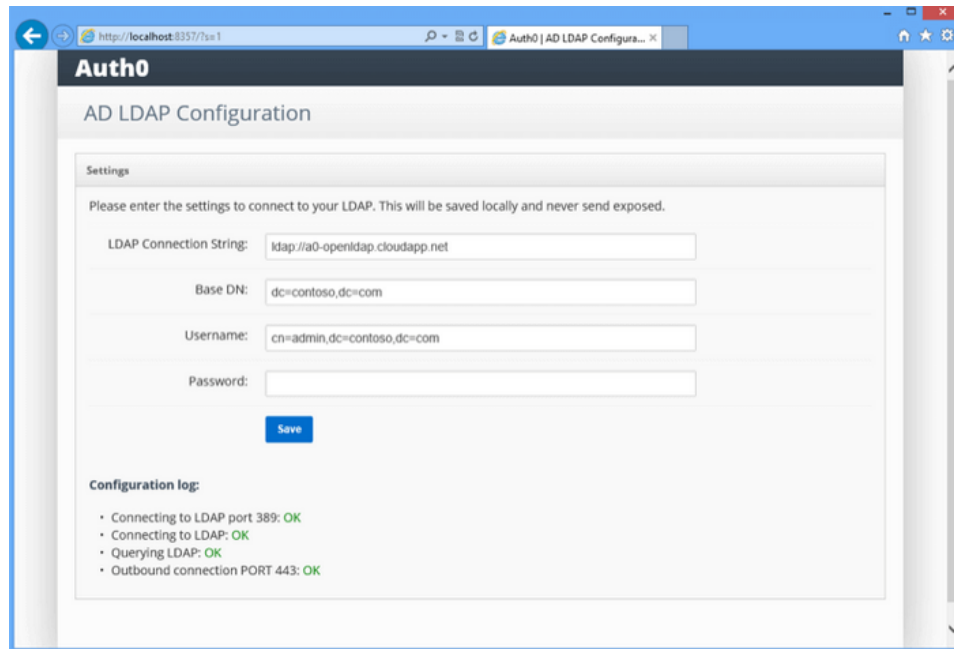 http://localhost:8357/?s=1
Auth0 | AD LDAP Configura...
Auth0
AD LDAP Configuration
Settings
Please enter the settings to connect to your LDAP. This will be saved locally and never send exposed.
LDAP Connection String: ldap://a0-openldap.cloudapp.net
Base DN: dc=contoso,dc=com
Username: cn=admin,dc=contoso,dc=com
Password:
Save
Configuration log:
• Connecting to LDAP port 389: OK
• Connecting to LDAP: OK
• Querying LDAP: OK
• Outbound connection PORT 443: OK